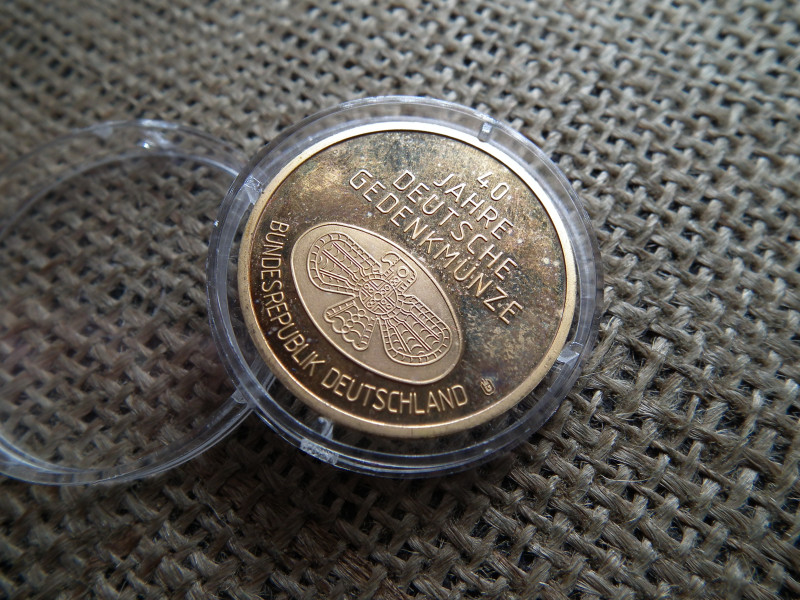 40
JAHRE
DEUTSCHE
GEDENKMÜNZE
BUNDESREPUBLIK DEUTSCHLAND